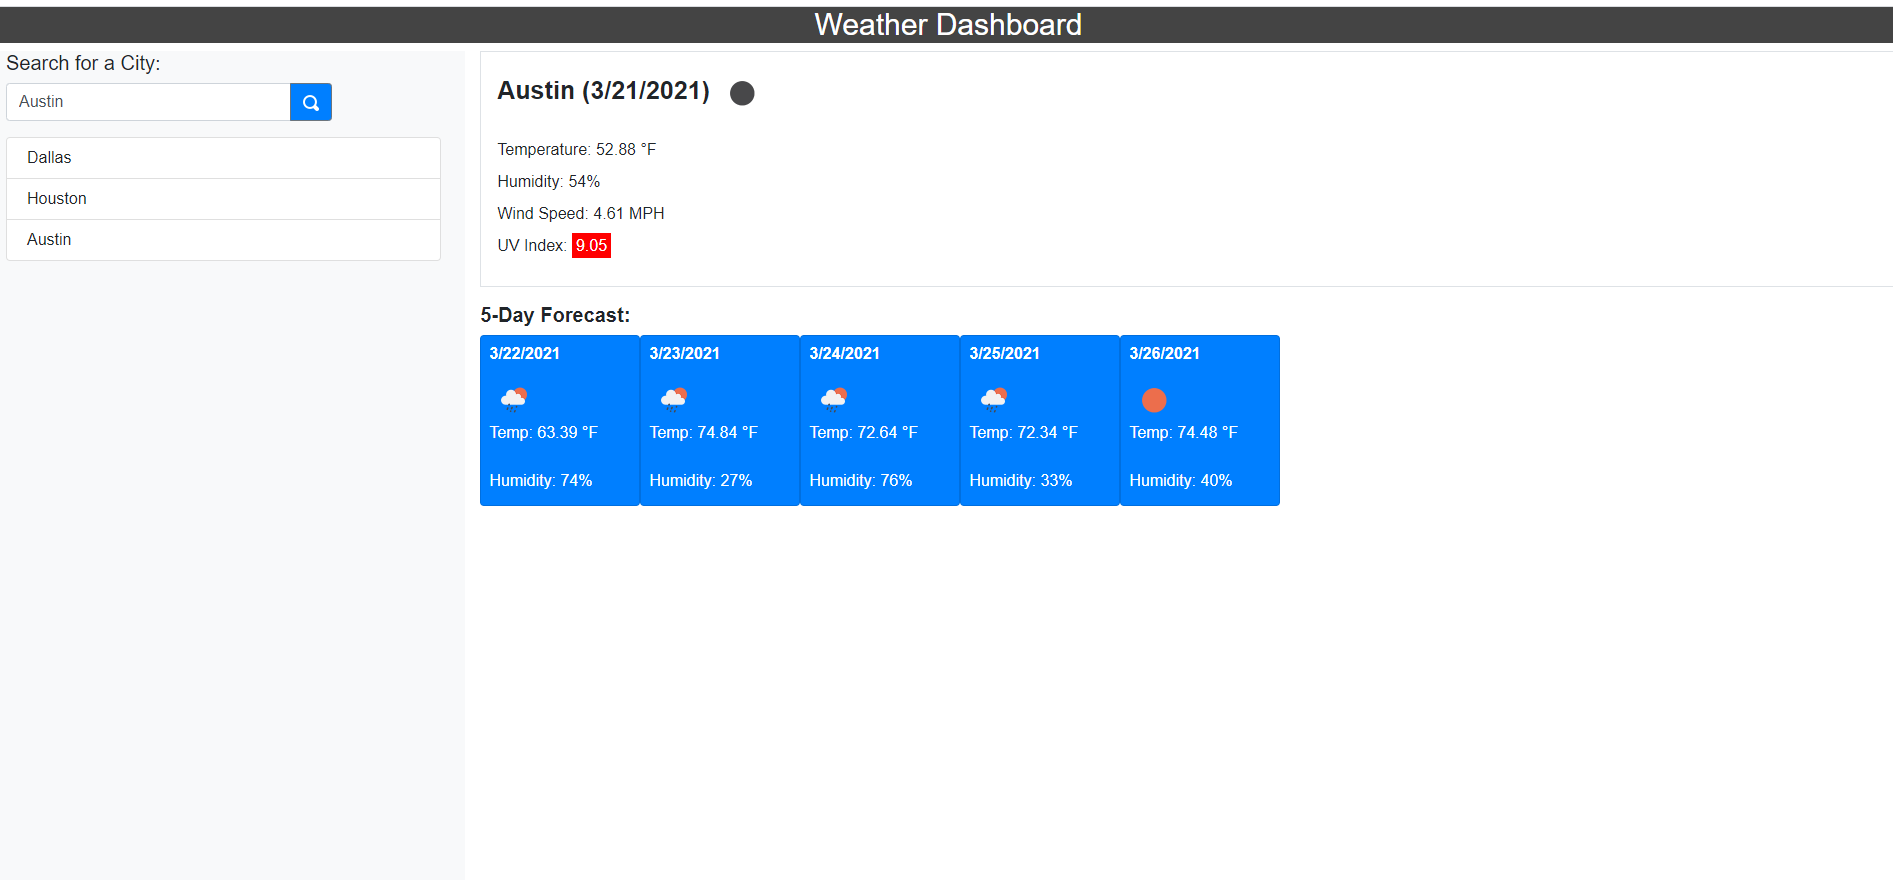 Weather Dashboard
Search for a City:
Austin
Dallas
Houston
Austin
Austin (3/21/2021)
Temperature: 52.88 °F
Humidity: 54%
Wind Speed: 4.61 MPH
UV Index: 9.05
5-Day Forecast:
3/22/2021
Temp: 63.39 °F
Humidity: 74%
3/23/2021
Temp: 74.84 °F
Humidity: 27%
3/24/2021
Temp: 72.64 °F
Humidity: 76%
3/25/2021
Temp: 72.34 °F
Humidity: 33%
3/26/2021
Temp: 74.48 °F
Humidity: 40%